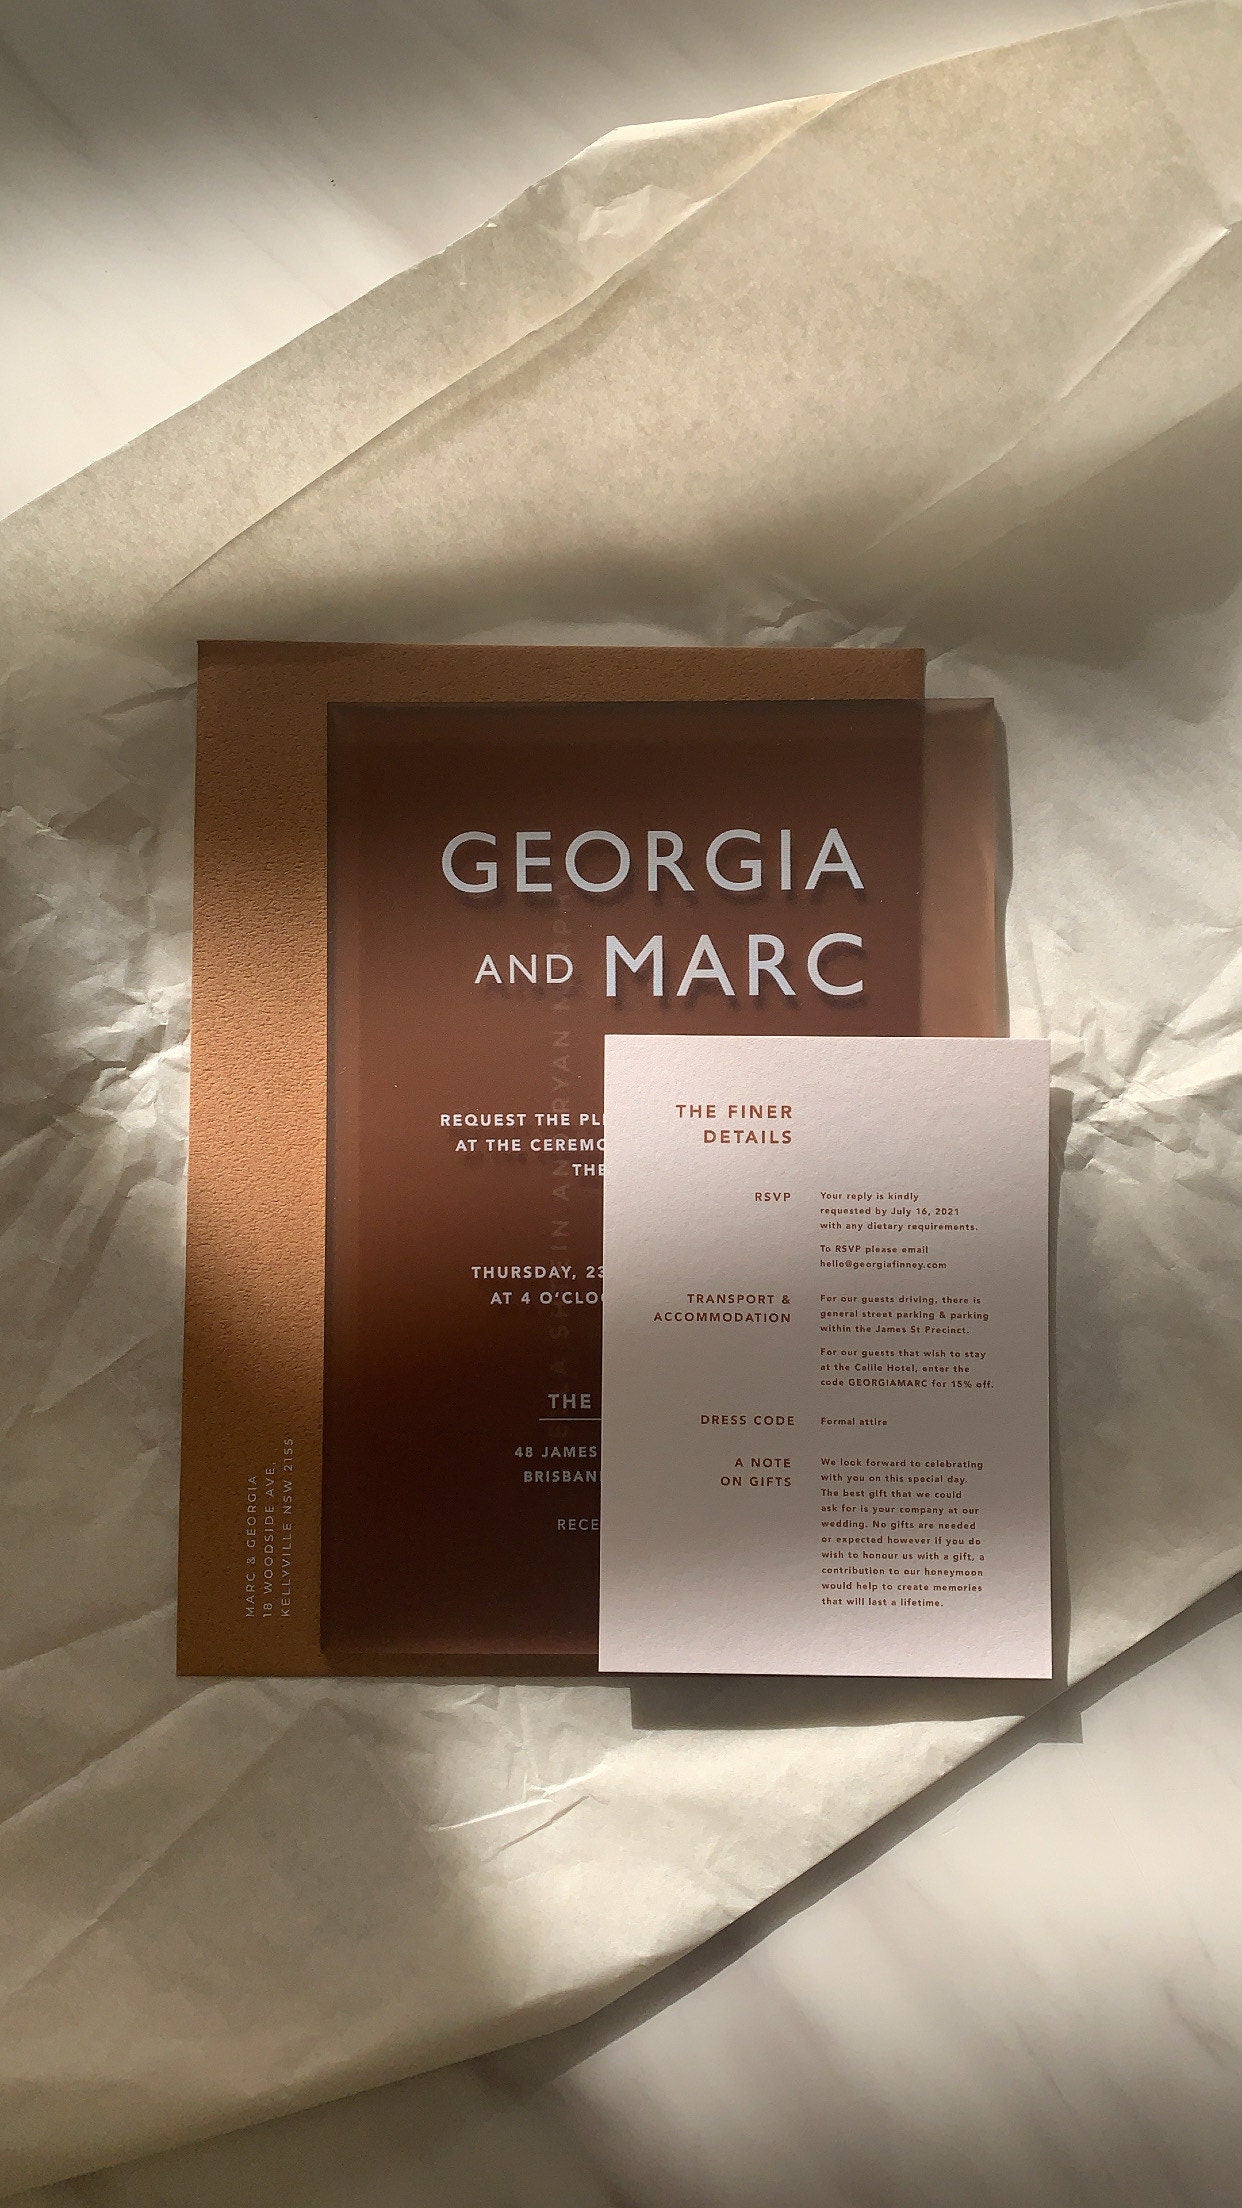 GEORGIA
AND MARC
REQUEST THE
AT THE
THURSDAY, 23
AT 4
THE
48 JAMES
THE FINER
DETAILS
RSVP
Your reply is kindly
requested by July 16, 2021
with any dietary requirements.
To RSVP please email
hello@georgiafinney.com
TRANSPORT &
ACCOMMODATION
For our guests driving, there is
general street parking & parking
within the James St Precinct.
For our guests that wish to stay
at the Calile Hotel, enter the
code GEORGIAMARC for 15% off.
DRESS CODE
Formal attire
A NOTE
ON GIFTS
We look forward to celebrating
with you on this special day.
The best gift that we could
ask for is your company at our
wedding. No gifts are needed
or expected however if you do
wish to honour us with a gift, a
contribution to our honeymoon
would help to create memories
that will last a lifetime.
MARC & GEORGIA
18 WOODSIDE AVE,
KELLYVILLE NSW 2155